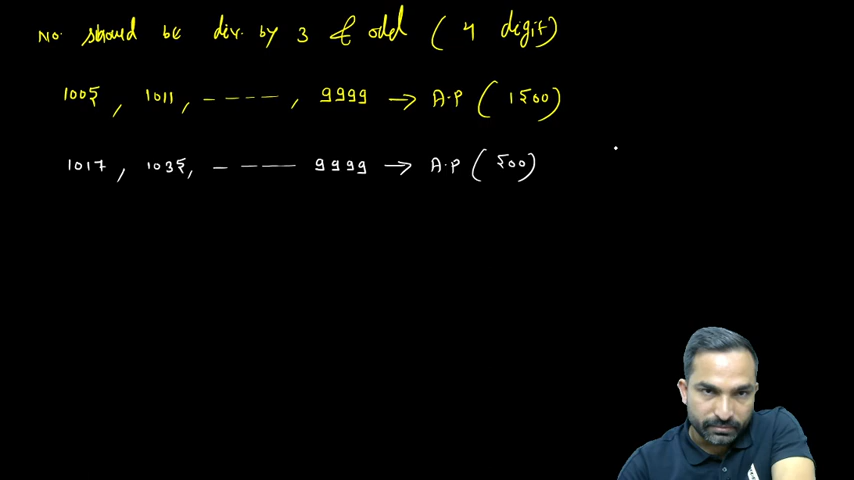 No. should be div. by 3 & odd ( 4 digit)
1005, 1011, ----, 9999 → A.P ( 1500)
1017, 1035, ---- 9999 → A.P ( 500)